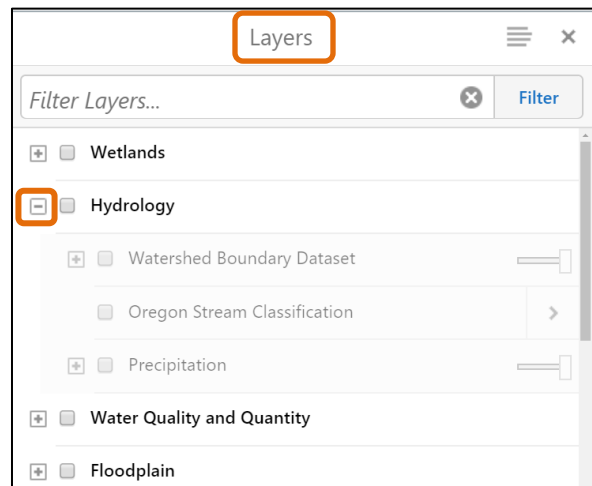 Layers
Filter Layers... Filter
Wetlands
Hydrology
Watershed Boundary Dataset
Oregon Stream Classification
Precipitation
Water Quality and Quantity
Floodplain